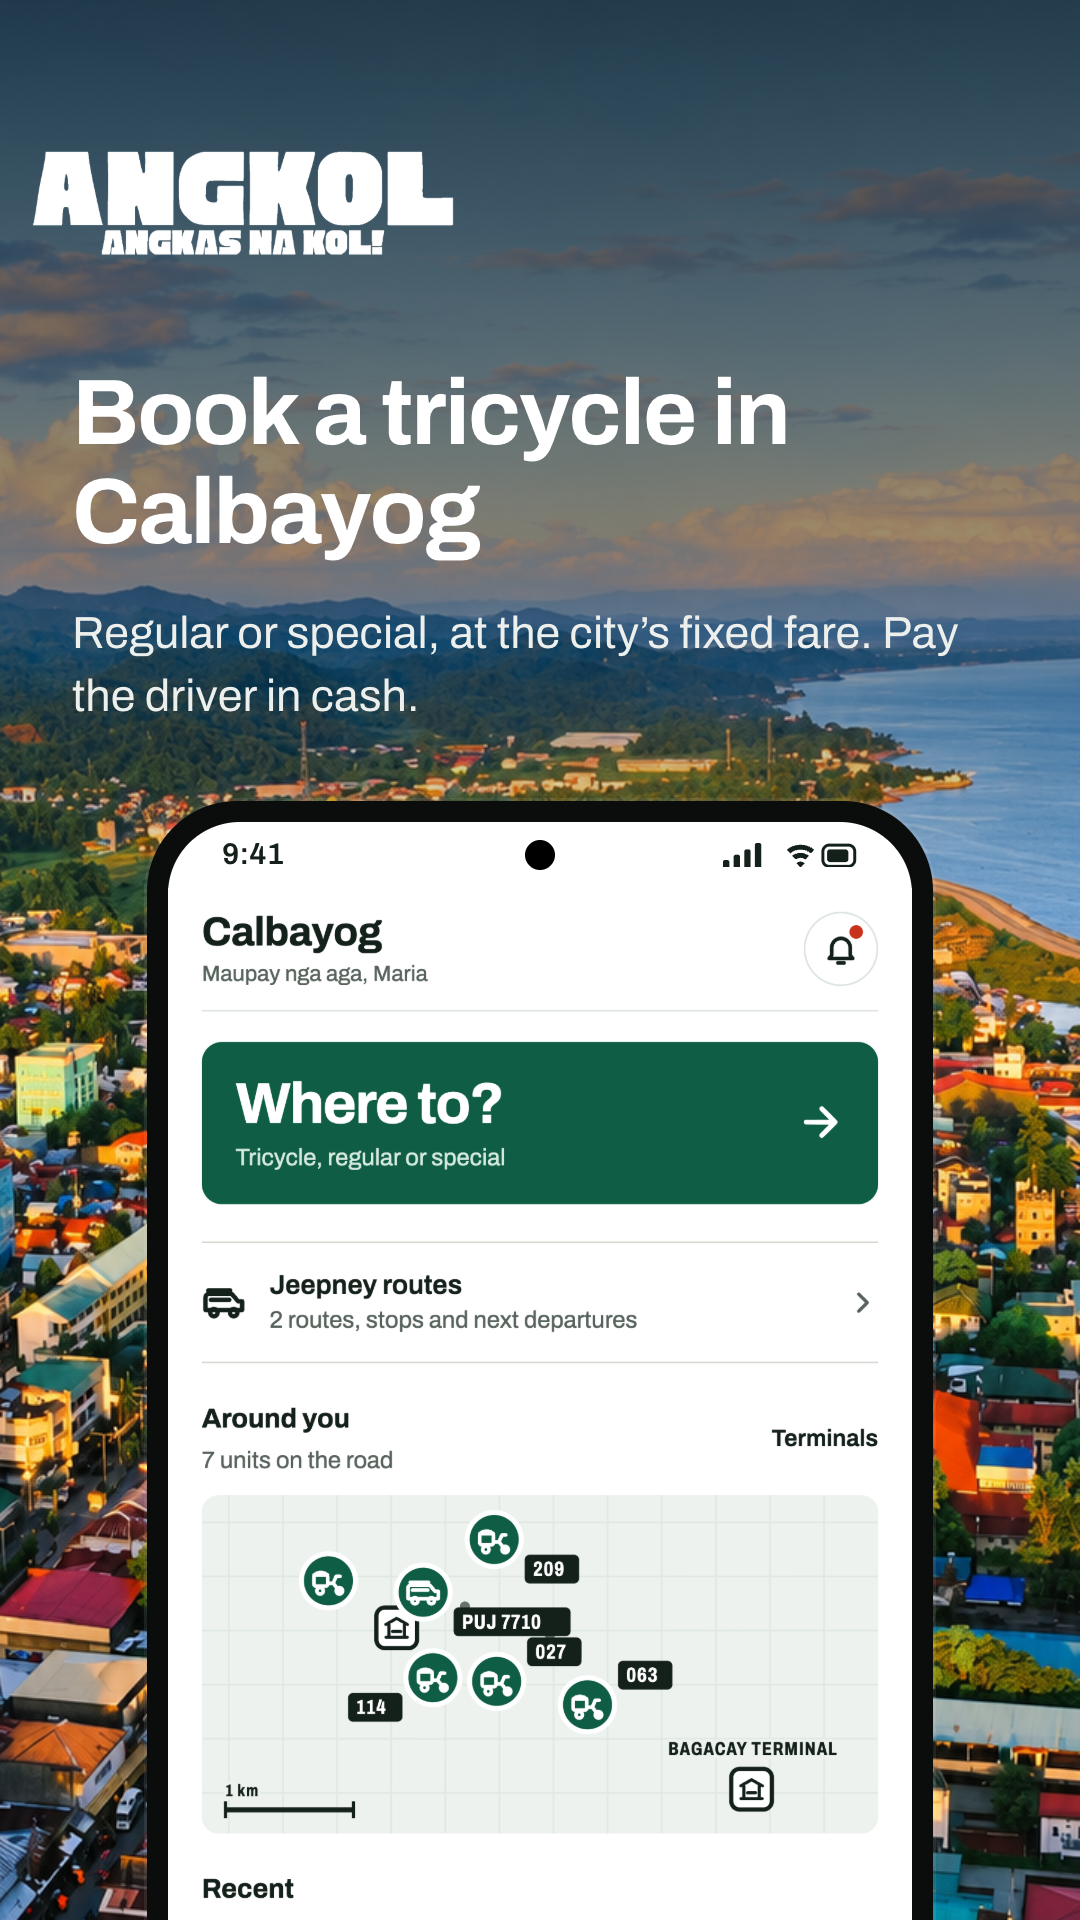 ANGKOL
ANGKAS NA KOL!
Book a tricycle in
Calbayog
Regular or special, at the city’s fixed fare. Pay
the driver in cash.
9:41
Calbayog
Maupay nga aga, Maria
Where to?
Tricycle, regular or special
Jeepney routes
2 routes, stops and next departures
Around you
7 units on the road
Terminals
209
PUJ 7710
027
063
114
BAGACAY TERMINAL
1 km
Recent